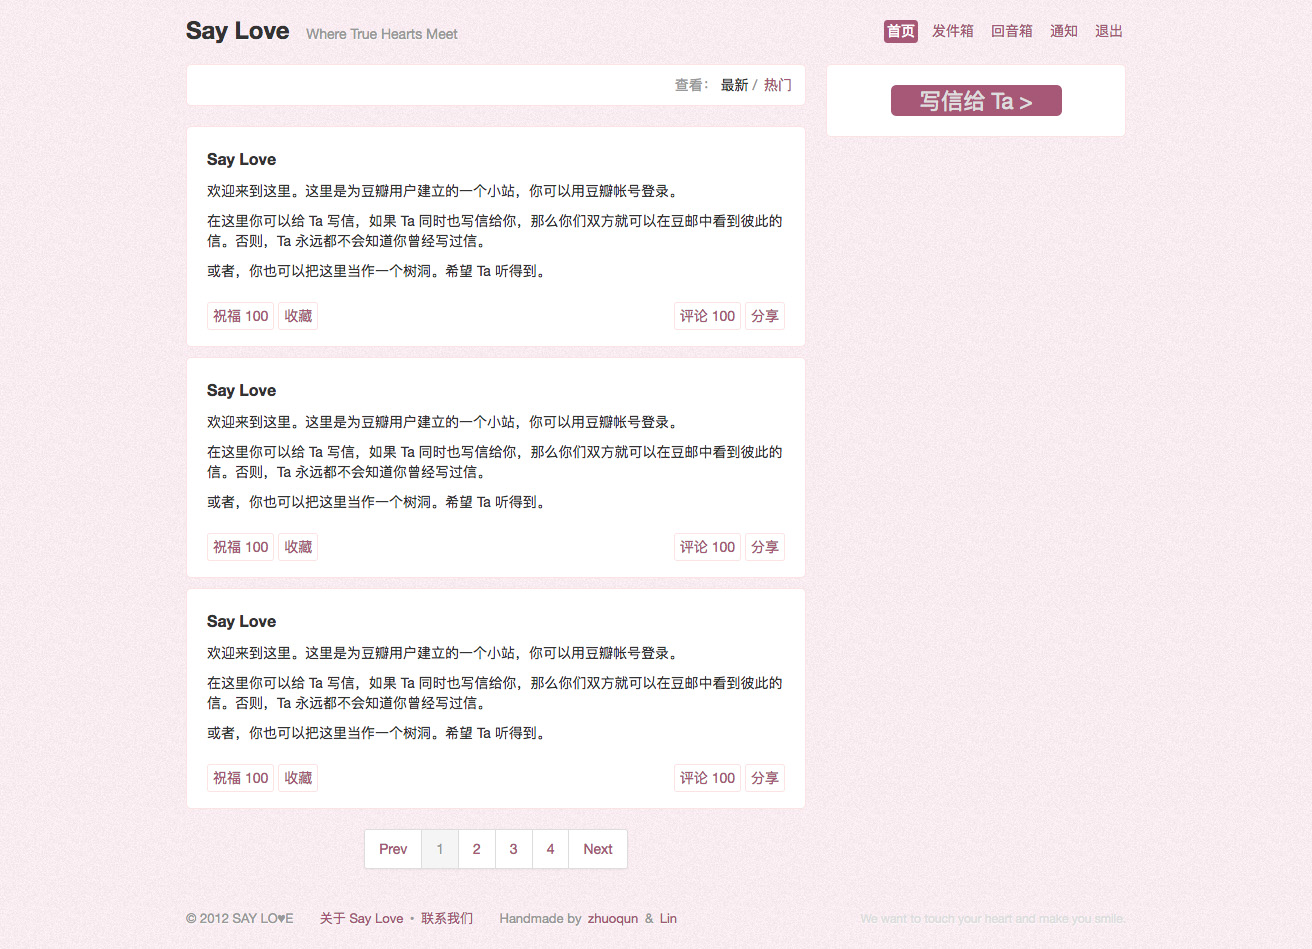 Say Love Where True Hearts Meet 首页 发件箱 回音箱 通知 退出
查看： 最新 / 热门
写信给 Ta >
Say Love
欢迎来到这里。这里是为豆瓣用户建立的一个小站，你可以用豆瓣帐号登录。
在这里你可以给 Ta 写信，如果 Ta 同时也写信给你，那么你们双方就可以在豆邮中看到彼此的
信。否则，Ta 永远都不会知道你曾经写过信。
或者，你也可以把这里当作一个树洞。希望 Ta 听得到。
祝福 100 收藏 评论 100 分享
Say Love
欢迎来到这里。这里是为豆瓣用户建立的一个小站，你可以用豆瓣帐号登录。
在这里你可以给 Ta 写信，如果 Ta 同时也写信给你，那么你们双方就可以在豆邮中看到彼此的
信。否则，Ta 永远都不会知道你曾经写过信。
或者，你也可以把这里当作一个树洞。希望 Ta 听得到。
祝福 100 收藏 评论 100 分享
Say Love
欢迎来到这里。这里是为豆瓣用户建立的一个小站，你可以用豆瓣帐号登录。
在这里你可以给 Ta 写信，如果 Ta 同时也写信给你，那么你们双方就可以在豆邮中看到彼此的
信。否则，Ta 永远都不会知道你曾经写过信。
或者，你也可以把这里当作一个树洞。希望 Ta 听得到。
祝福 100 收藏 评论 100 分享
Prev 1 2 3 4 Next
© 2012 SAY LO♥E 关于 Say Love • 联系我们 Handmade by zhuoqun & Lin We want to touch your heart and make you smile.